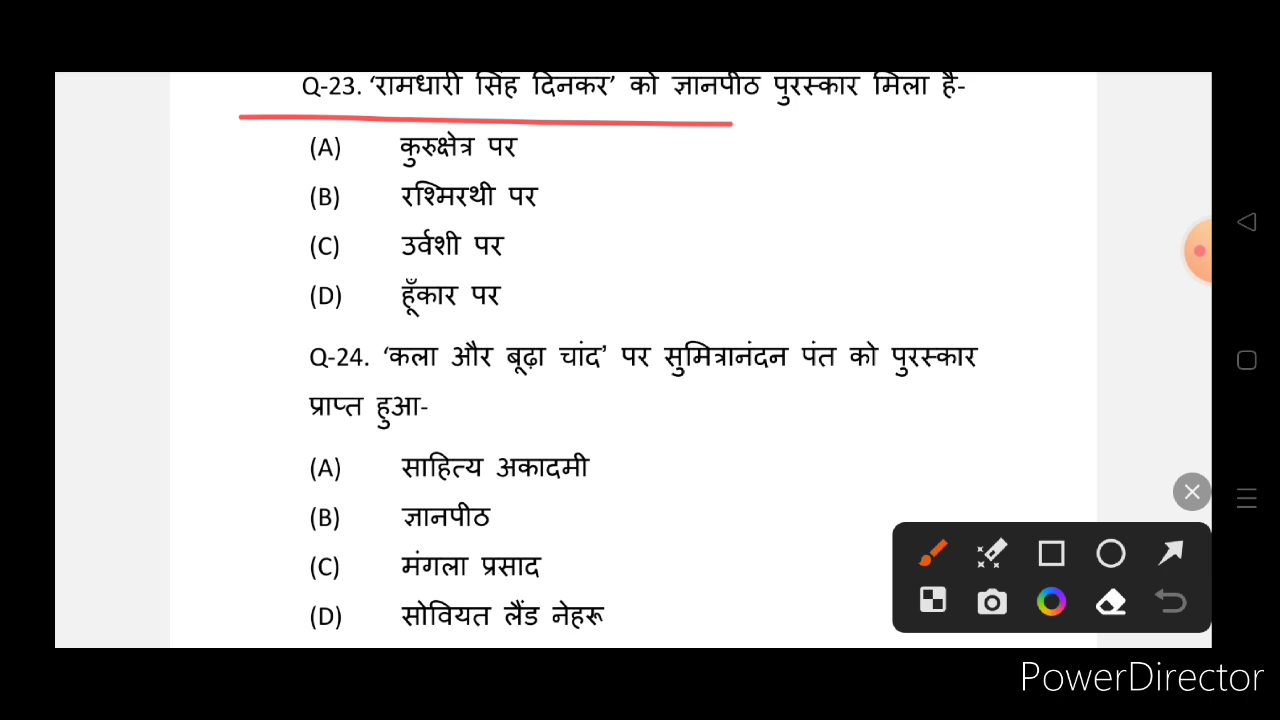 Q-23. ‘रामधारी सिंह दिनकर’ को ज्ञानपीठ पुरस्कार मिला है-
(A) कुरुक्षेत्र पर
(B) रश्मिरथी पर
(C) उर्वशी पर
(D) हूँकार पर
Q-24. ‘कला और बूढ़ा चांद’ पर सुमित्रानंदन पंत को पुरस्कार
प्राप्त हुआ-
(A) साहित्य अकादमी
(B) ज्ञानपीठ
(C) मंगला प्रसाद
(D) सोवियत लैंड नेहरू
PowerDirector